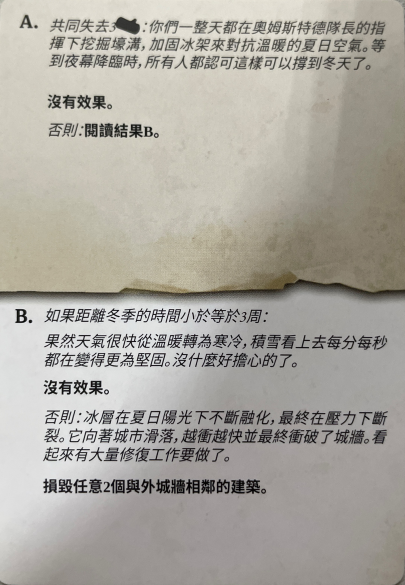 A. 共同失去3 :你們一整天都在奧姆斯特德隊長的指
揮下挖掘壕溝,加固冰架來對抗溫暖的夏日空氣。等
到夜幕降臨時,所有人都認可這樣可以撐到冬天了。
沒有效果。
否則:閱讀結果B。
B. 如果距離冬季的時間小於等於3周:
果然天氣很快從溫暖轉為寒冷,積雪看上去每分每秒
都在變得更為堅固。沒什麼好擔心的了。
沒有效果。
否則:冰層在夏日陽光下不斷融化,最終在壓力下斷
裂。它向著城市滑落,越衝越快並最終衝破了城牆。看
起來有大量修復工作要做了。
損毀任意2個與外城牆相鄰的建築。